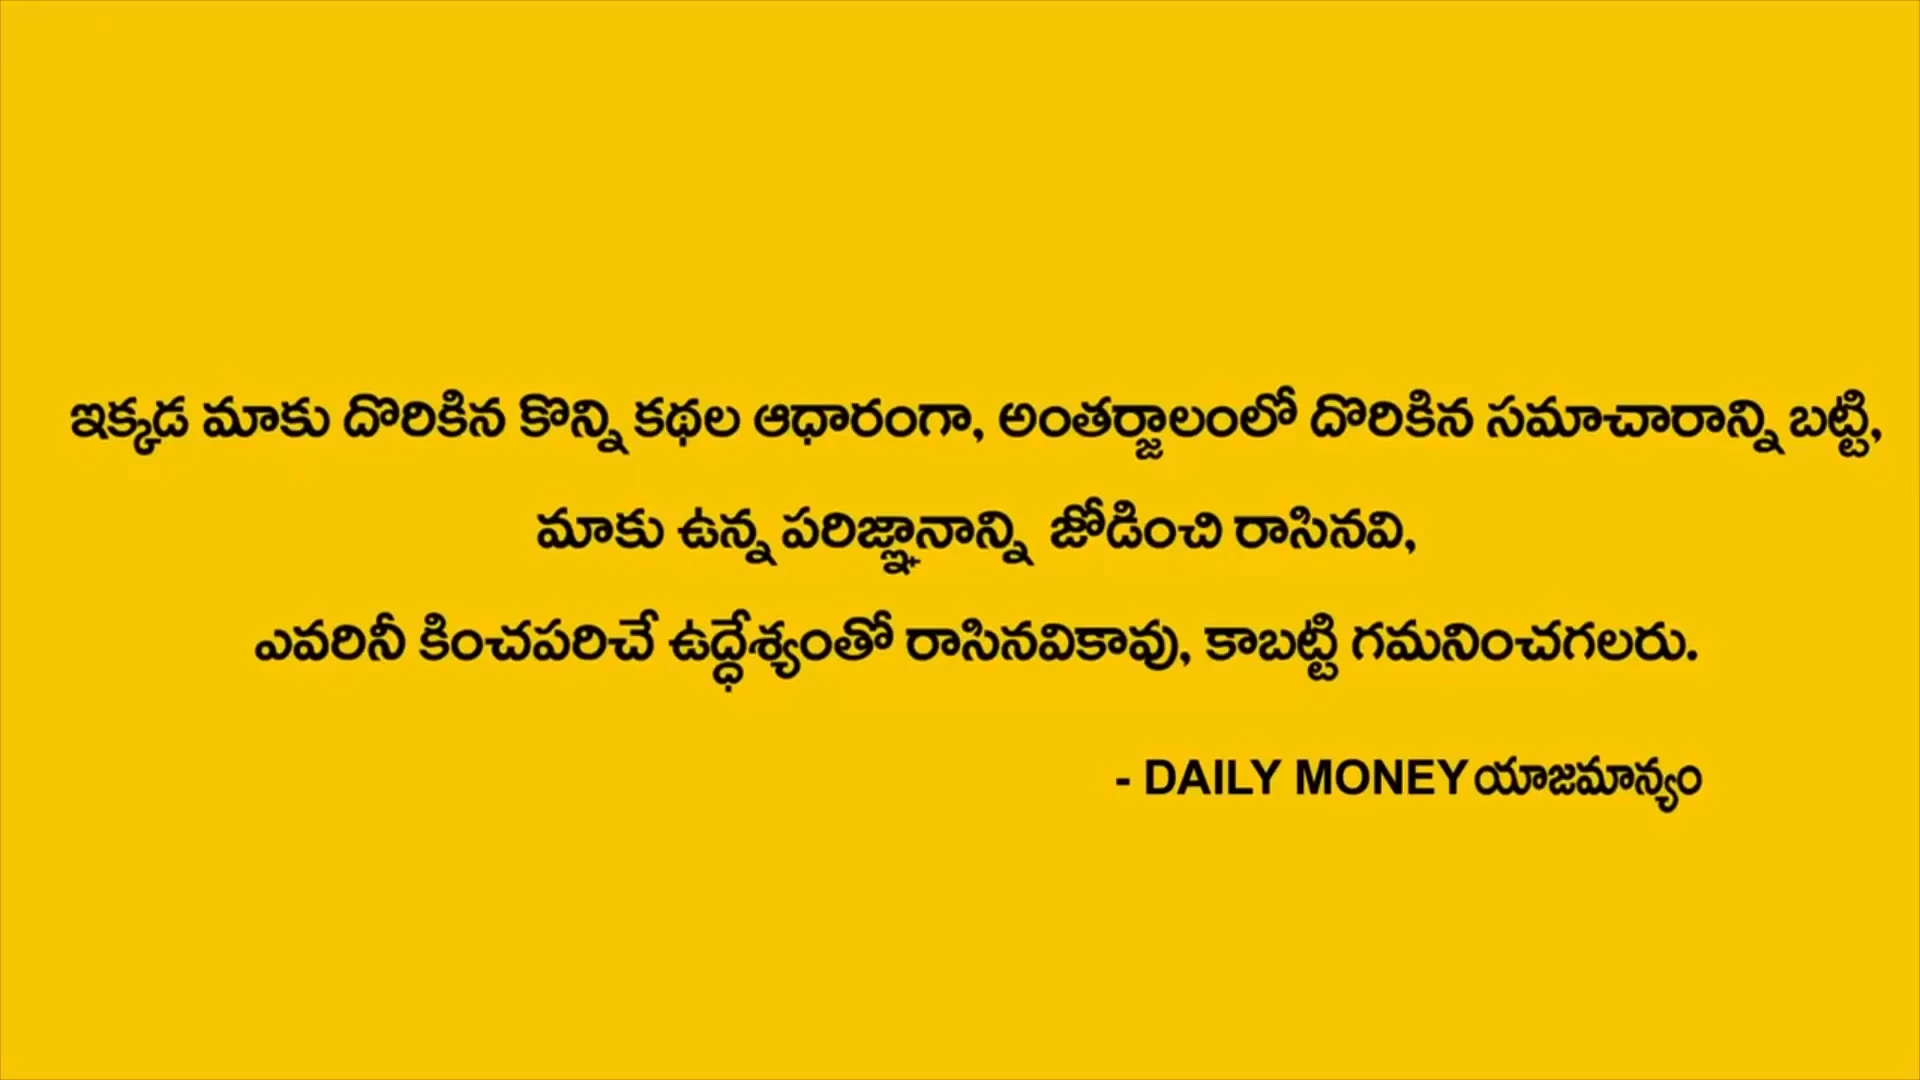 ఇక్కడ మాకు దొరికిన కొన్ని కథల ఆధారంగా, అంతర్జాలంలో దొరికిన సమాచారాన్ని బట్టి,
మాకు ఉన్న పరిజ్ఞానాన్ని జోడించి రాసినవి,
ఎవరినీ కించపరిచే ఉద్ధేశ్యంతో రాసినవికావు, కాబట్టి గమనించగలరు.
- DAILY MONEY యాజమాన్యం